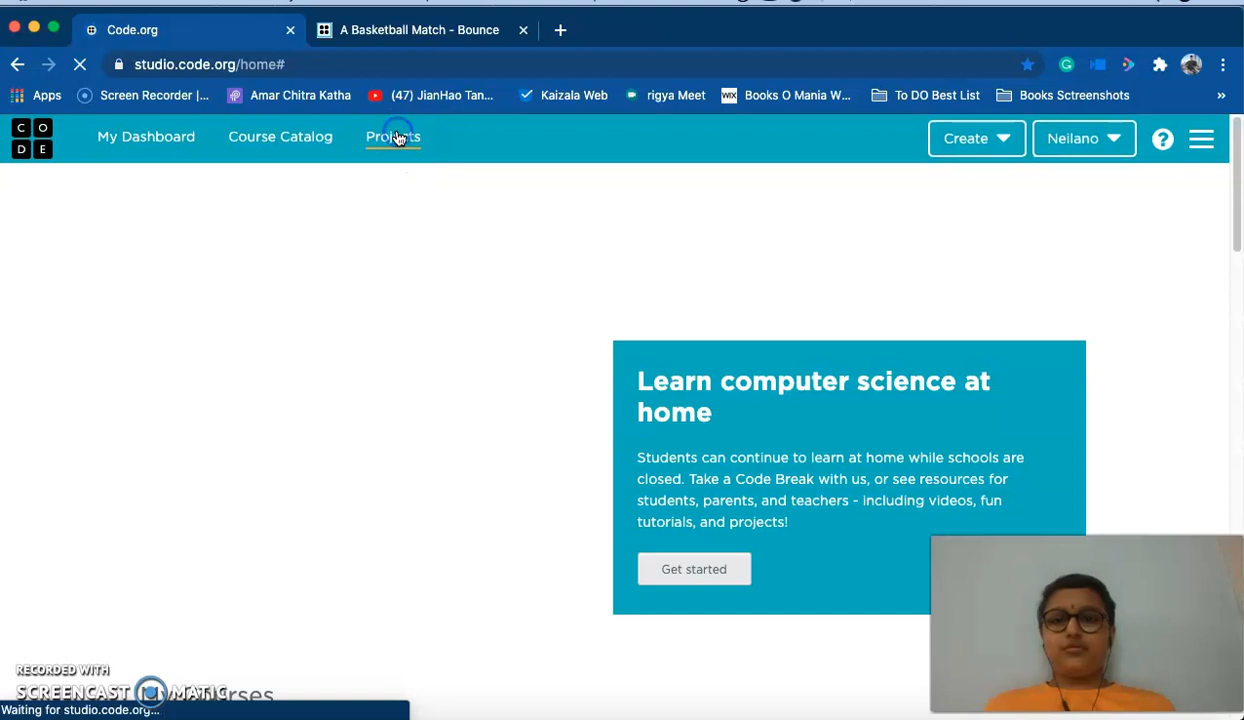 Code.org
A Basketball Match - Bounce
studio.code.org/home#
Apps
Screen Recorder |...
Amar Chitra Katha
(47) JianHao Tan...
Kaizala Web
rigya Meet
WIX Books O Mania W...
To DO Best List
Books Sctreenshots
»
C O
D E
My Dashboard
Course Catalog
Projects
Create
Neilano
?
Learn computer science at
home
Students can continue to learn at home while schools are
closed. Take a Code Break with us, or see resources for
students, parents, and teachers - including videos, fun
tutorials, and projects!
Get started
RECORDED WITH
SCREENCAST MATIC
My Courses
Waiting for studio.code.org...